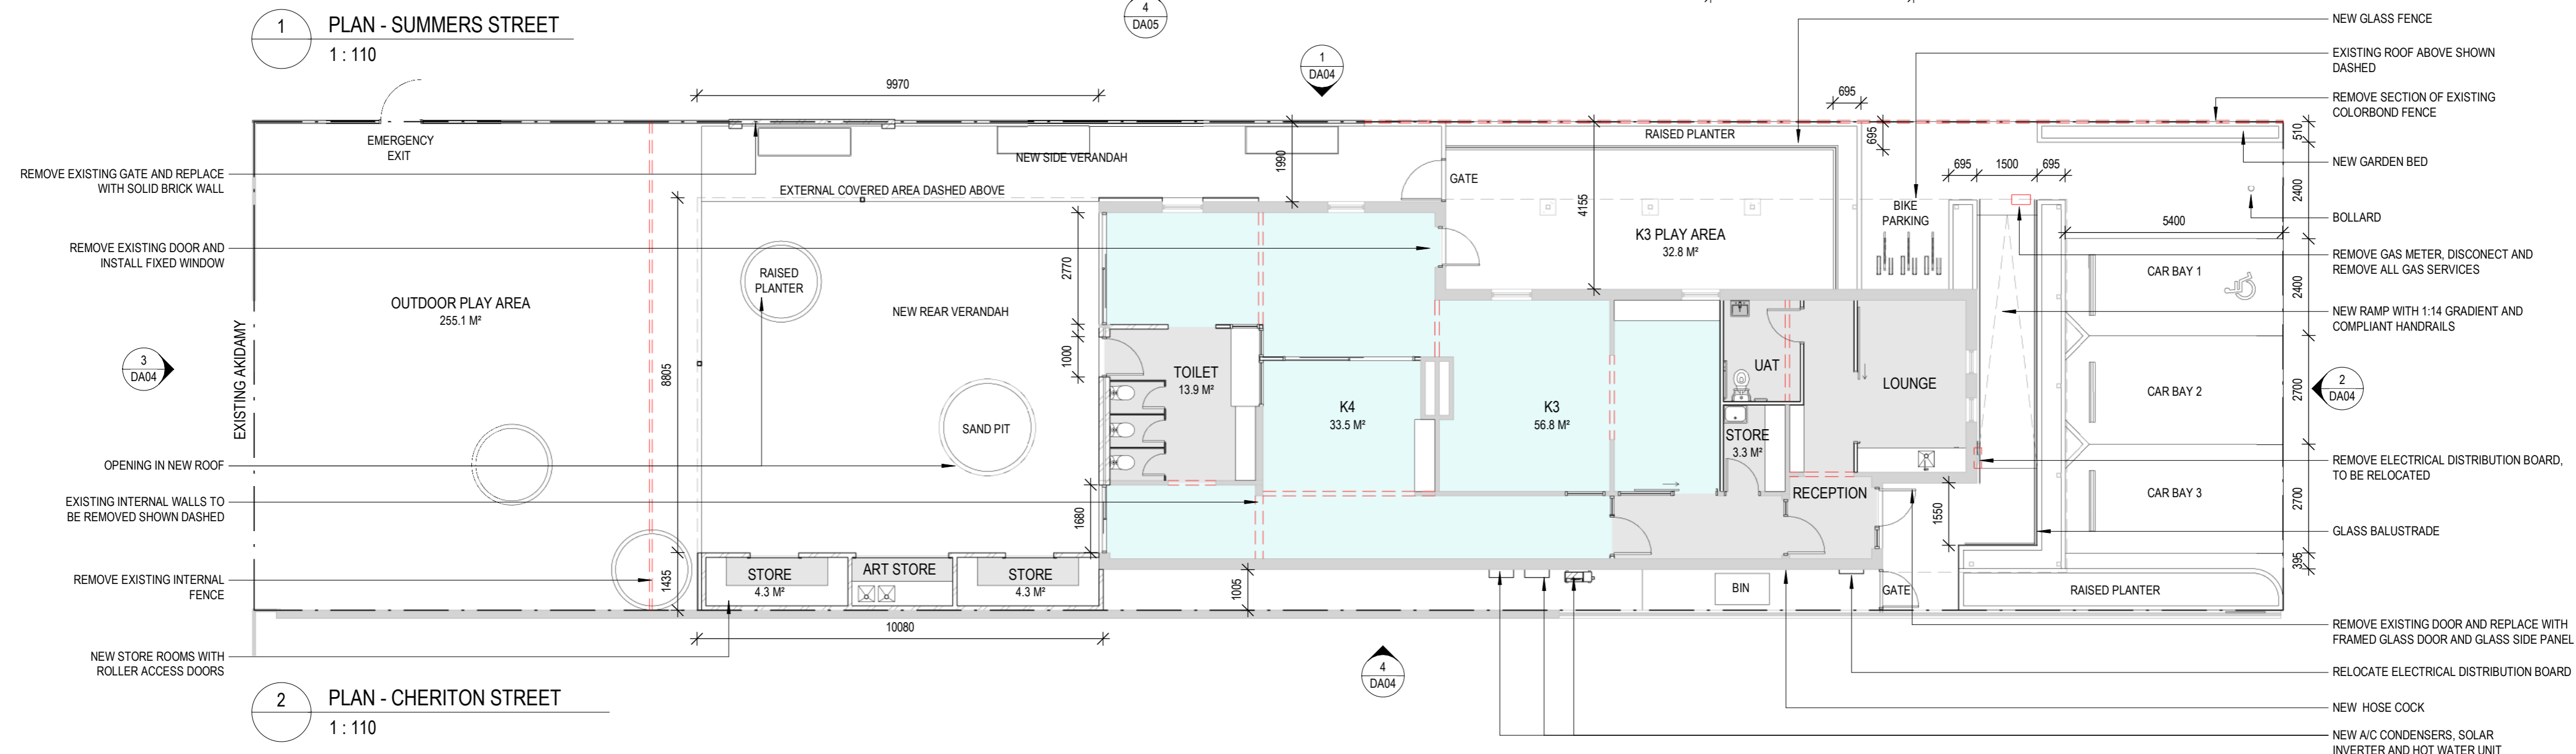 1
PLAN - SUMMERS STREET
1 : 110
4
DA05
1
DA04
NEW GLASS FENCE
EXISTING ROOF ABOVE SHOWN
DASHED
REMOVE SECTION OF EXISTING
COLORBOND FENCE
NEW GARDEN BED
BOLLARD
REMOVE GAS METER, DISCONECT AND
REMOVE ALL GAS SERVICES
NEW RAMP WITH 1:14 GRADIENT AND
COMPLIANT HANDRAILS
2
DA04
REMOVE ELECTRICAL DISTRIBUTION BOARD,
TO BE RELOCATED
GLASS BALUSTRADE
REMOVE EXISTING DOOR AND REPLACE WITH
FRAMED GLASS DOOR AND GLASS SIDE PANEL
RELOCATE ELECTRICAL DISTRIBUTION BOARD
NEW HOSE COCK
NEW A/C CONDENSERS, SOLAR
INVERTER AND HOT WATER UNIT
REMOVE EXISTING GATE AND REPLACE
WITH SOLID BRICK WALL
REMOVE EXISTING DOOR AND
INSTALL FIXED WINDOW
3
DA04
OPENING IN NEW ROOF
EXISTING INTERNAL WALLS TO
BE REMOVED SHOWN DASHED
REMOVE EXISTING INTERNAL
FENCE
NEW STORE ROOMS WITH
ROLLER ACCESS DOORS
EXISTING AKIDAMY
EMERGENCY
EXIT
OUTDOOR PLAY AREA
255.1 M²
9970
NEW SIDE VERANDAH
EXTERNAL COVERED AREA DASHED ABOVE
1990
RAISED
PLANTER
NEW REAR VERANDAH
SAND PIT
8805
1435
2770
1000
1680
1005
STORE
4.3 M²
ART STORE
STORE
4.3 M²
10080
TOILET
13.9 M²
K4
33.5 M²
K3
56.8 M²
GATE
RAISED PLANTER
4155
K3 PLAY AREA
32.8 M²
695
695
BIKE
PARKING
UAT
LOUNGE
STORE
3.3 M²
RECEPTION
BIN
GATE
1550
695
1500
695
5400
510
2400
2400
2700
2700
395
CAR BAY 1
CAR BAY 2
CAR BAY 3
RAISED PLANTER
4
DA04
2
PLAN - CHERITON STREET
1 : 110